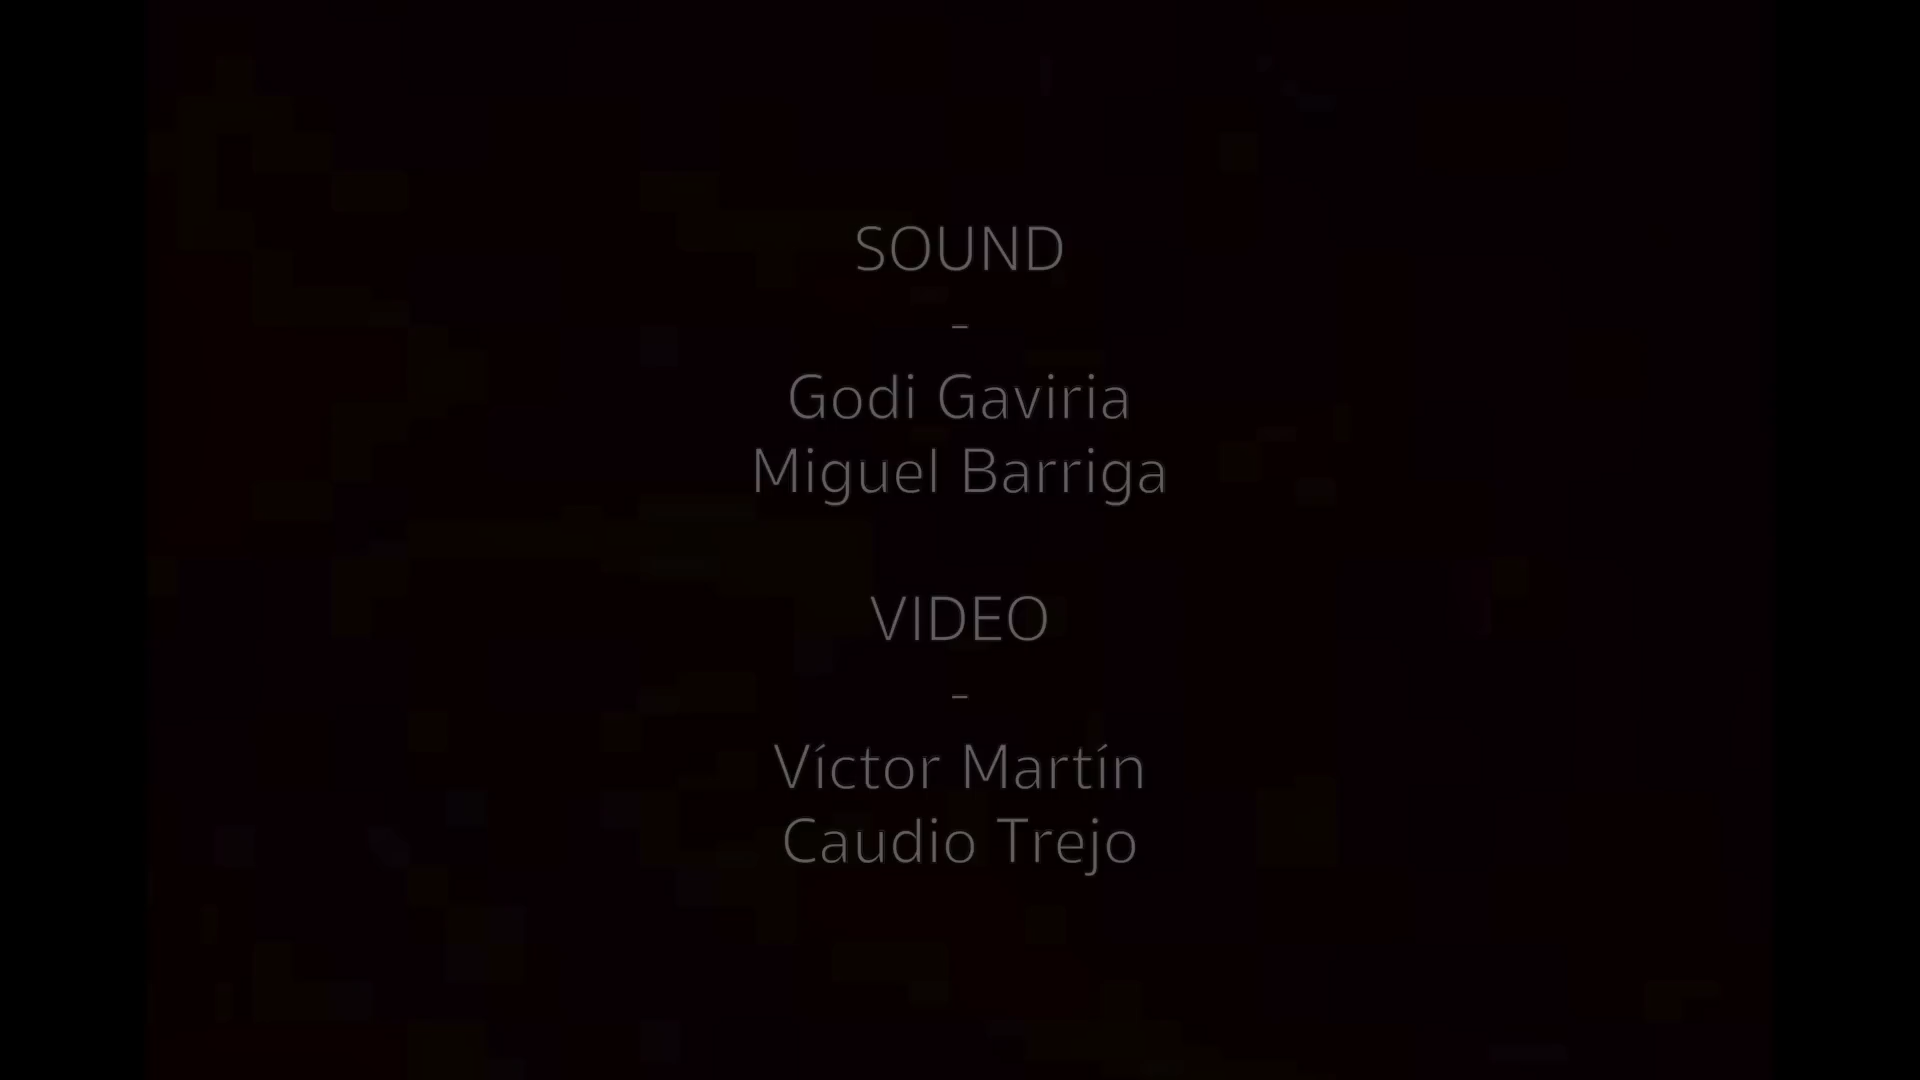 SOUND
-
Godi Gaviria
Miguel Barriga
VIDEO
-
Víctor Martín
Caudio Trejo